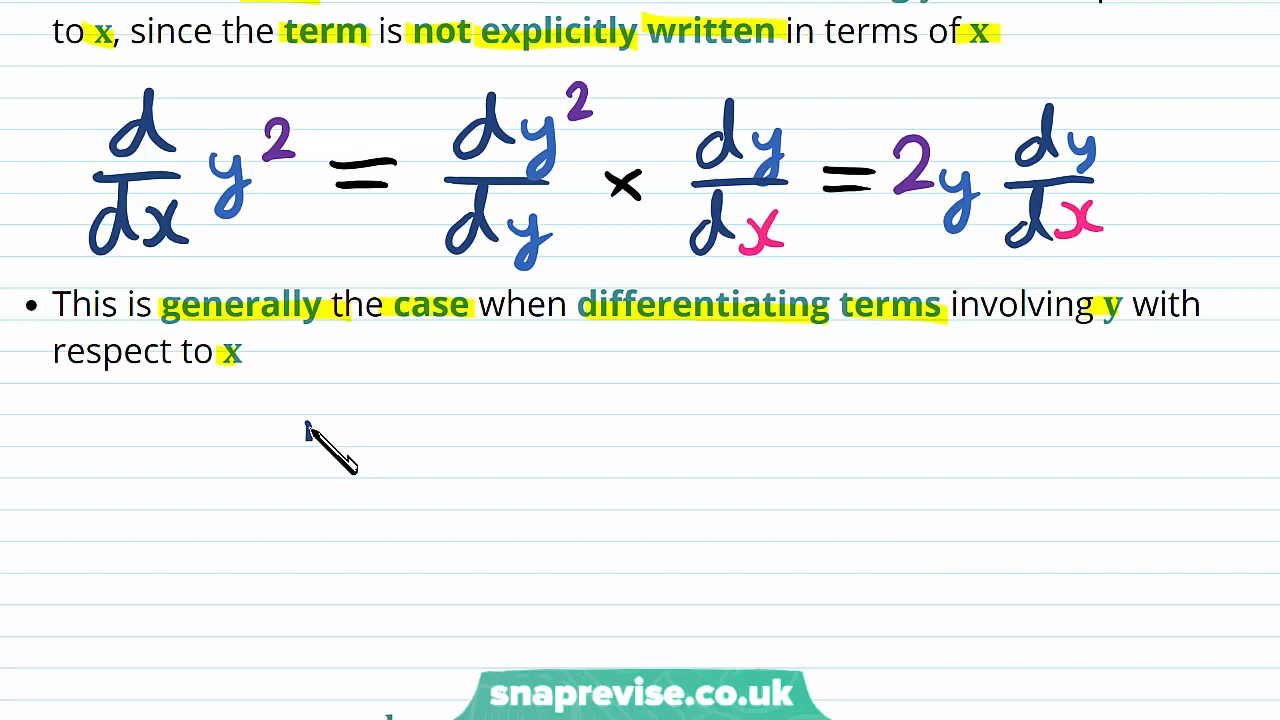 to x, since the term is not explicitly written in terms of x
d/dx y² = dy²/dy × dy/dx = 2y dy/dx
• This is generally the case when differentiating terms involving y with
respect to x
snaprevise.co.uk